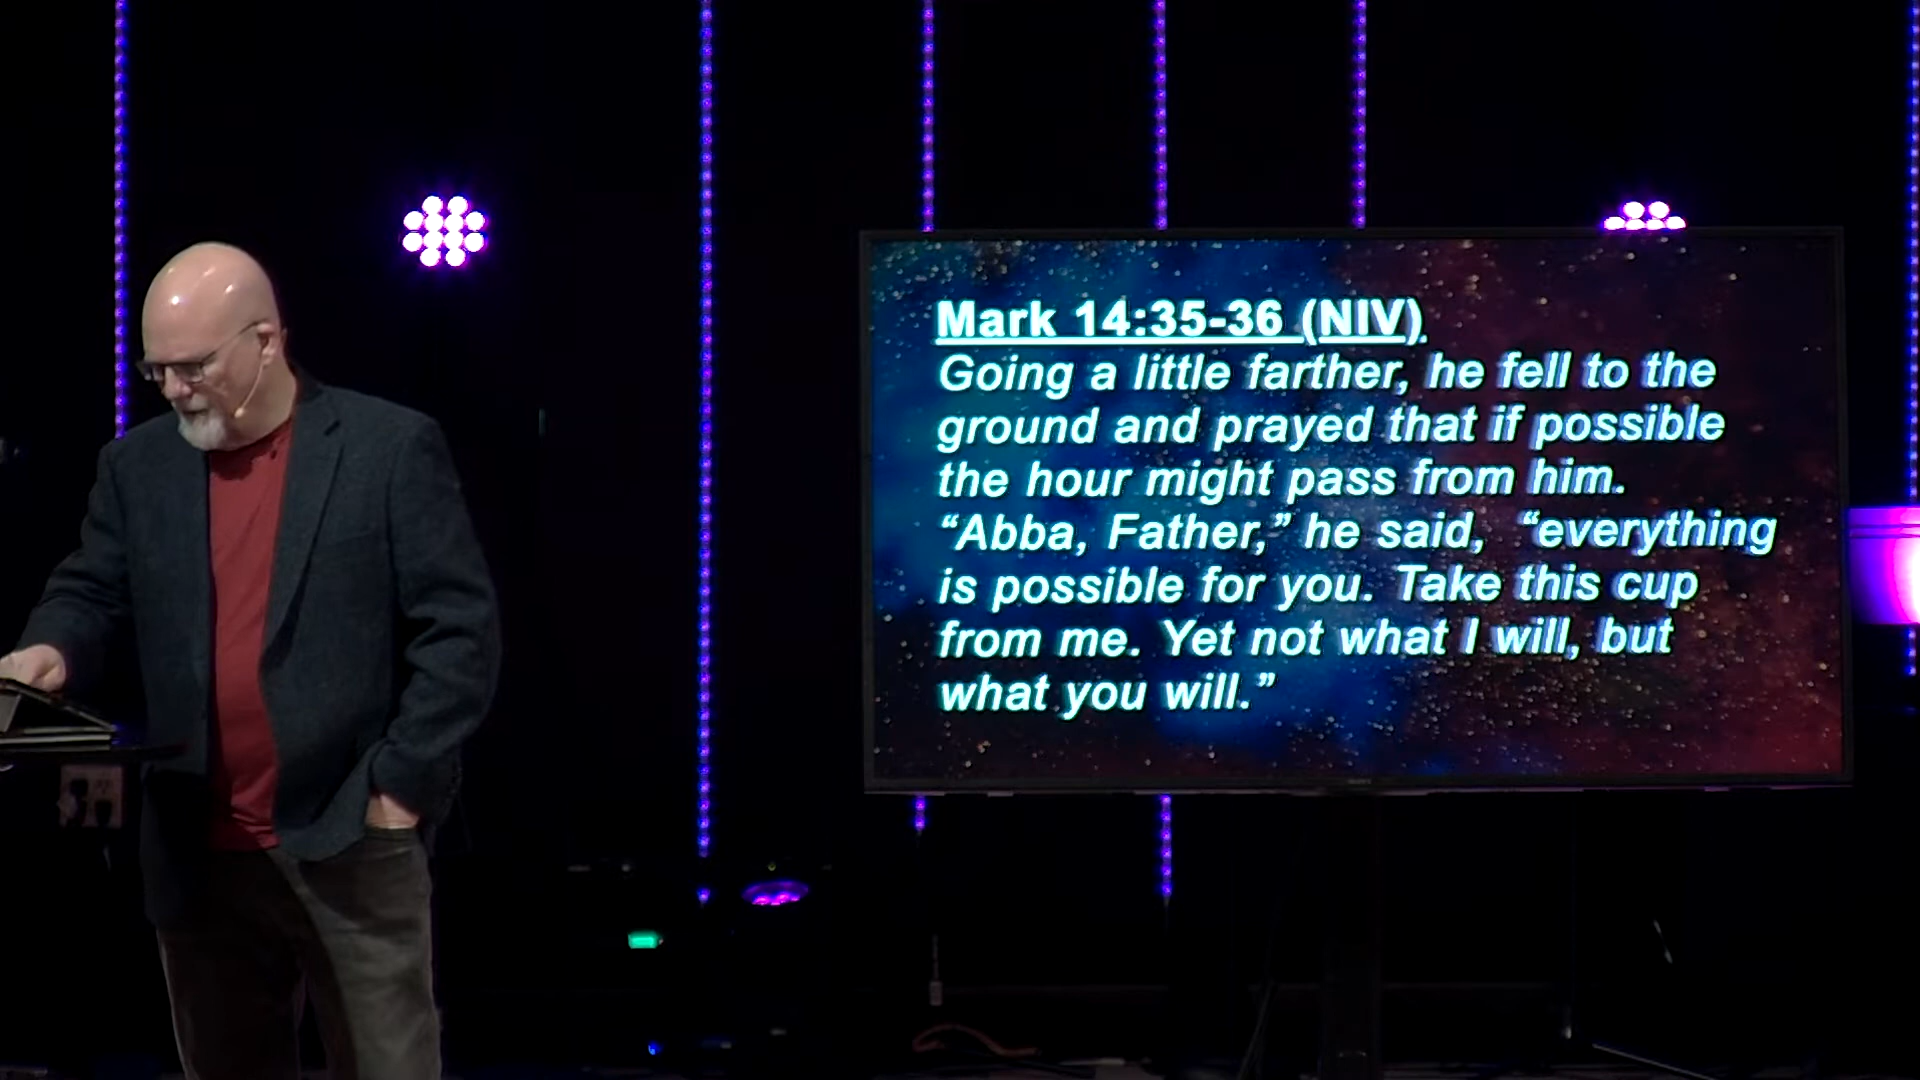 Mark 14:35-36 (NIV)
Going a little farther, he fell to the
ground and prayed that if possible
the hour might pass from him.
“Abba, Father,” he said, “everything
is possible for you. Take this cup
from me. Yet not what I will, but
what you will.”